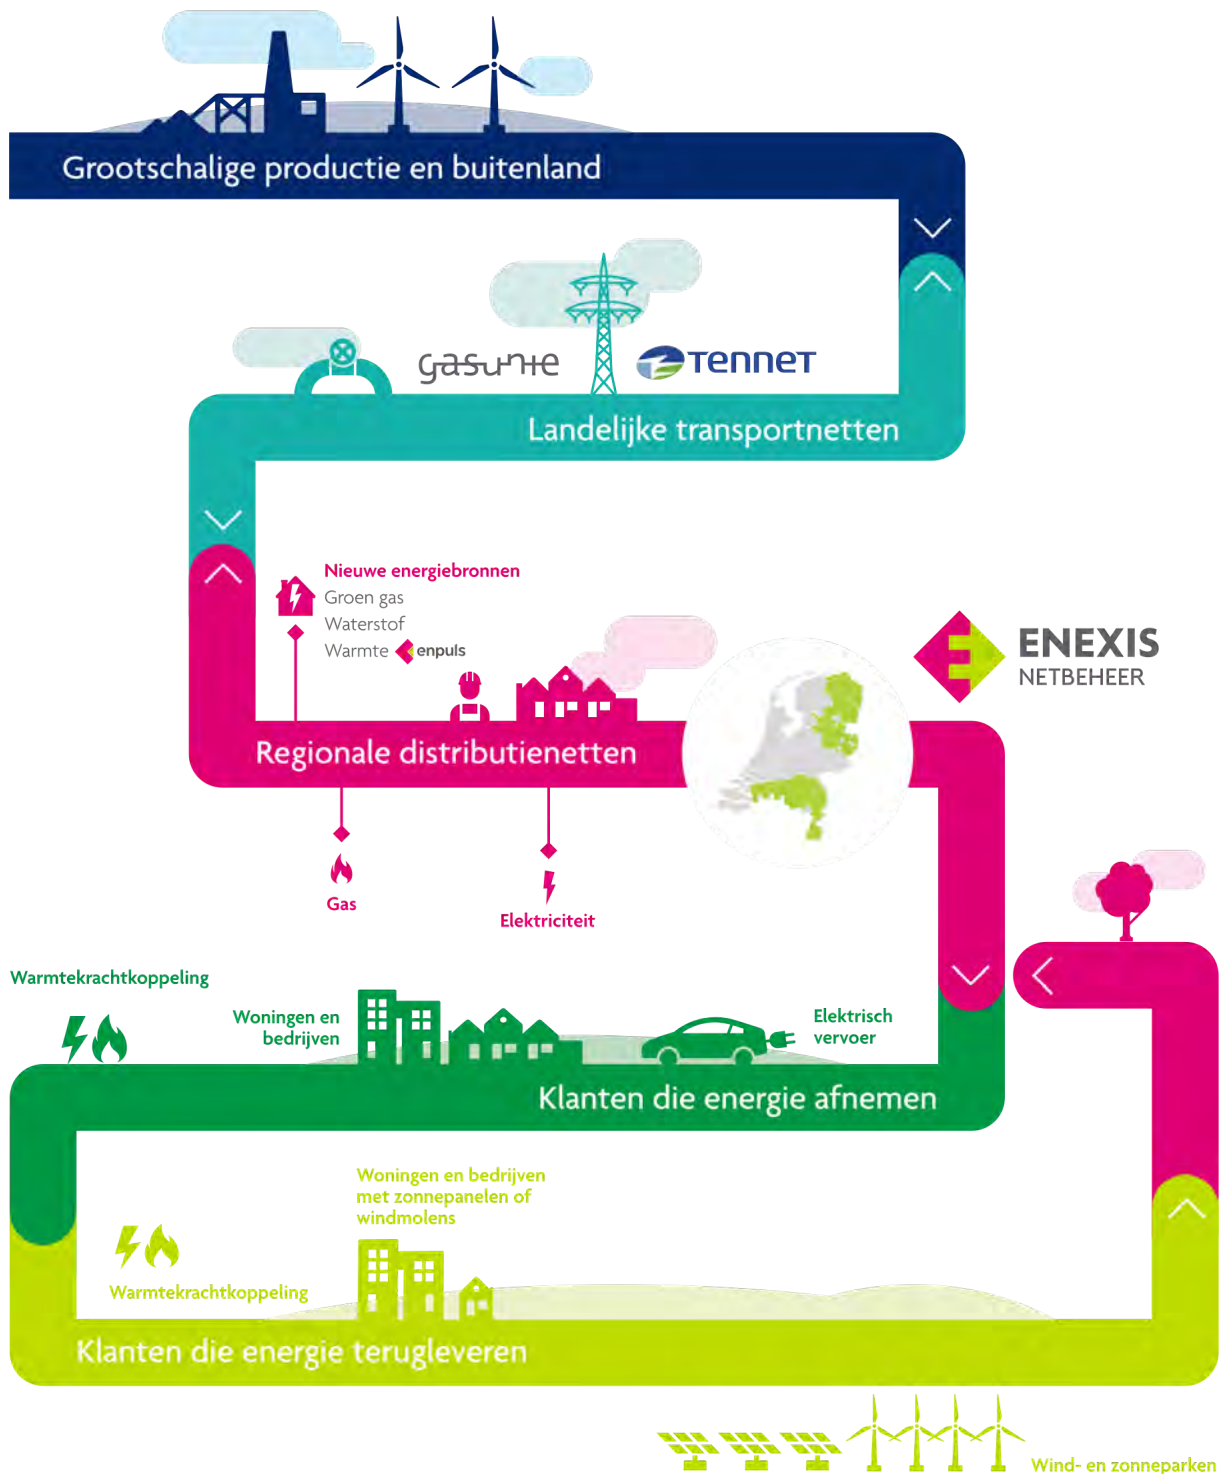 Grootschalige productie en buitenland
gasunie
TENNET
Landelijke transportnetten
Nieuwe energiebronnen
Groen gas
Waterstof
Warmte enpuls
ENEXIS
NETBEHEER
Regionale distributienetten
Gas
Elektriciteit
Warmtekrachtkoppeling
Woningen en
bedrijven
Elektrisch
vervoer
Klanten die energie afnemen
Woningen en bedrijven
met zonnepanelen of
windmolens
Warmtekrachtkoppeling
Klanten die energie terugleveren
Wind- en zonneparken